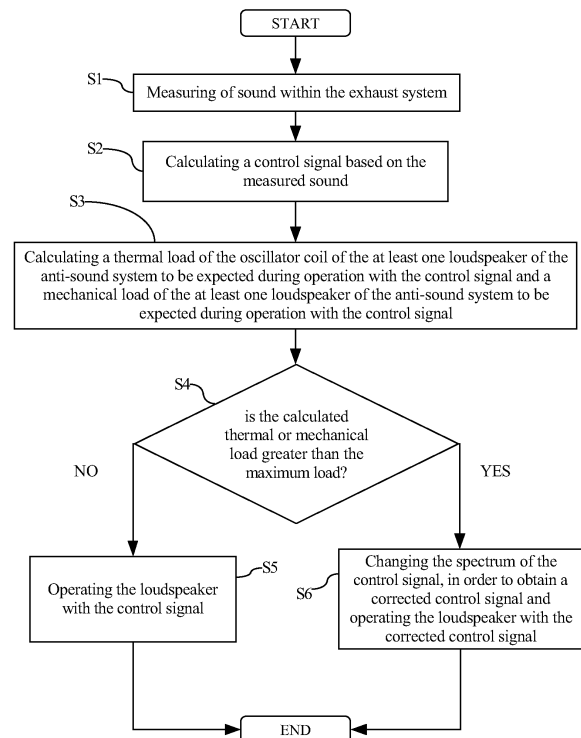 START
S1
Measuring of sound within the exhaust system
S2
Calculating a control signal based on the
measured sound
S3
Calculating a thermal load of the oscillator coil of the at least one loudspeaker of the
anti-sound system to be expected during operation with the control signal and a
mechanical load of the at least one loudspeaker of the anti-sound system to be
expected during operation with the control signal
S4
is the calculated
thermal or mechanical
load greater than the
maximum load?
NO
YES
S5
Operating the loudspeaker
with the control signal
S6
Changing the spectrum of the
control signal, in order to obtain a
corrected control signal and
operating the loudspeaker with the
corrected control signal
END